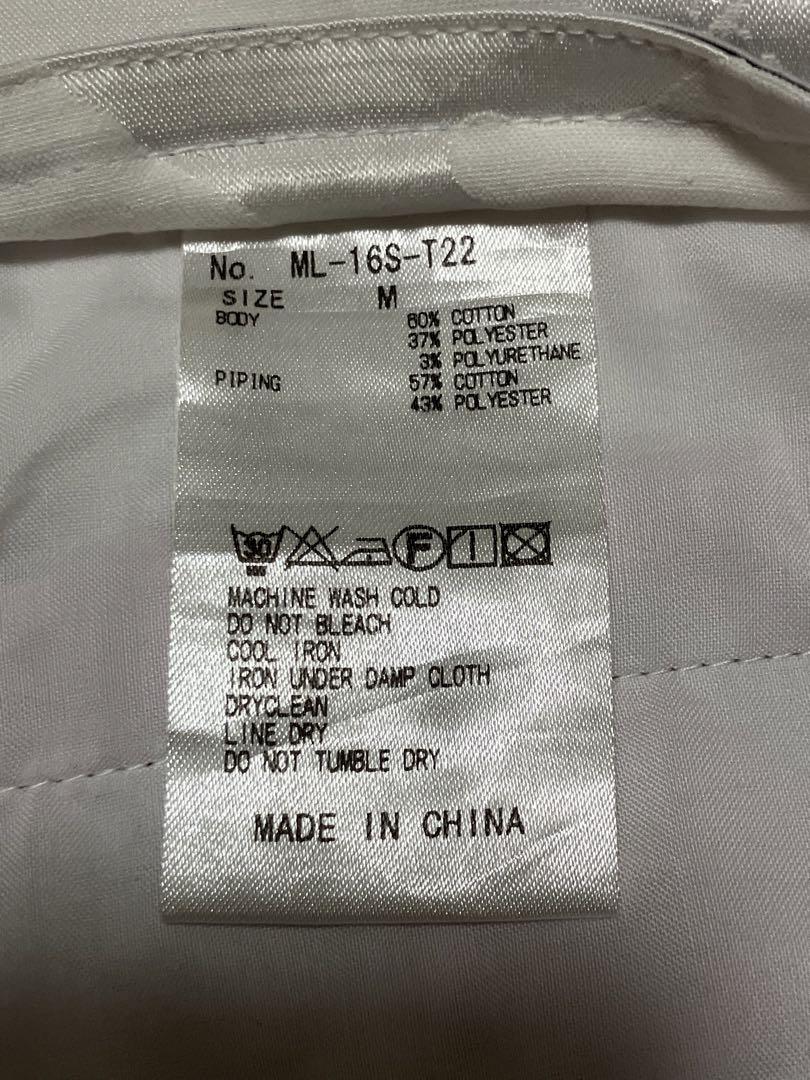 No. ML-16S-T22
SIZE M
BODY 60% COTTON
37% POLYESTER
3% POLYURETHANE
PIPING 57% COTTON
43% POLYESTER
30 F
MACHINE WASH COLD
DO NOT BLEACH
COOL IRON
IRON UNDER DAMP CLOTH
DRYCLEAN
LINE DRY
DO NOT TUMBLE DRY
MADE IN CHINA